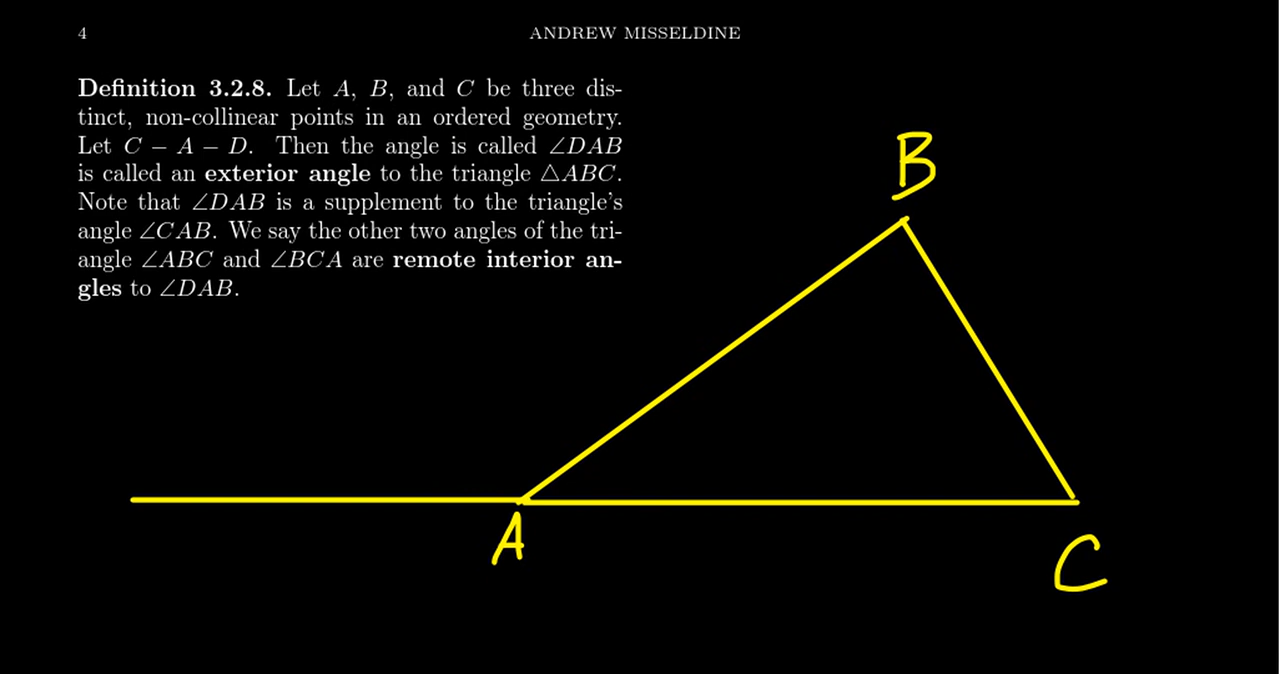 4
ANDREW MISSELDINE
Definition 3.2.8. Let A, B, and C be three dis-
tinct, non-collinear points in an ordered geometry.
Let C − A − D. Then the angle is called ∠DAB
is called an exterior angle to the triangle △ABC.
Note that ∠DAB is a supplement to the triangle's
angle ∠CAB. We say the other two angles of the tri-
angle ∠ABC and ∠BCA are remote interior an-
gles to ∠DAB.
B
A
C